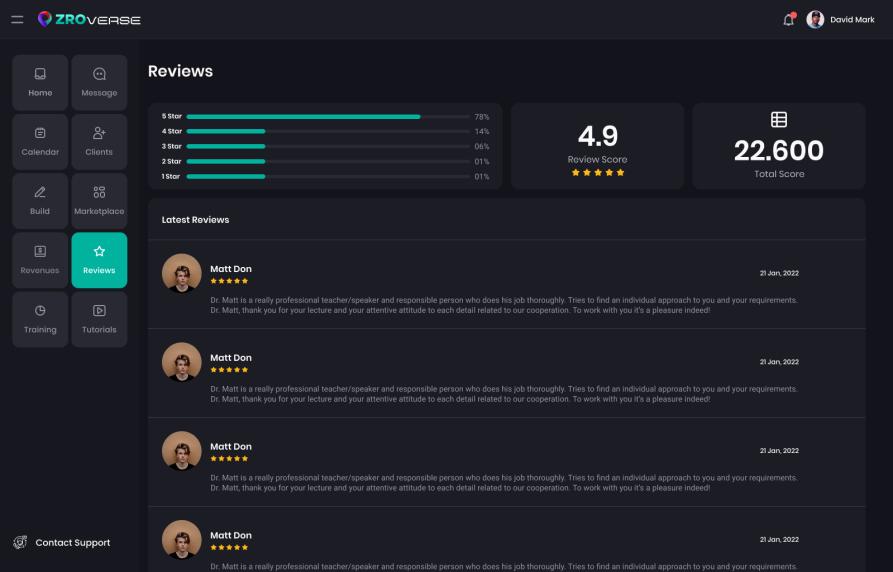 ZROVERSE
David Mark
Home
Message
Calendar
Clients
Build
Marketplace
Revenues
Reviews
Training
Tutorials
Contact Support
Reviews
5 Star 78%
4 Star 14%
3 Star 06%
2 Star 01%
1 Star 01%
4.9
Review Score
22.600
Total Score
Latest Reviews
Matt Don
21 Jan, 2022
Dr. Matt is a really professional teacher/speaker and responsible person who does his job thoroughly. Tries to find an individual approach to you and your requirements.
Dr. Matt, thank you for your lecture and your attentive attitude to each detail related to our cooperation. To work with you it's a pleasure indeed!
Matt Don
21 Jan, 2022
Dr. Matt is a really professional teacher/speaker and responsible person who does his job thoroughly. Tries to find an individual approach to you and your requirements.
Dr. Matt, thank you for your lecture and your attentive attitude to each detail related to our cooperation. To work with you it's a pleasure indeed!
Matt Don
21 Jan, 2022
Dr. Matt is a really professional teacher/speaker and responsible person who does his job thoroughly. Tries to find an individual approach to you and your requirements.
Dr. Matt, thank you for your lecture and your attentive attitude to each detail related to our cooperation. To work with you it's a pleasure indeed!
Matt Don
21 Jan, 2022
Dr. Matt is a really professional teacher/speaker and responsible person who does his job thoroughly. Tries to find an individual approach to you and your requirements.